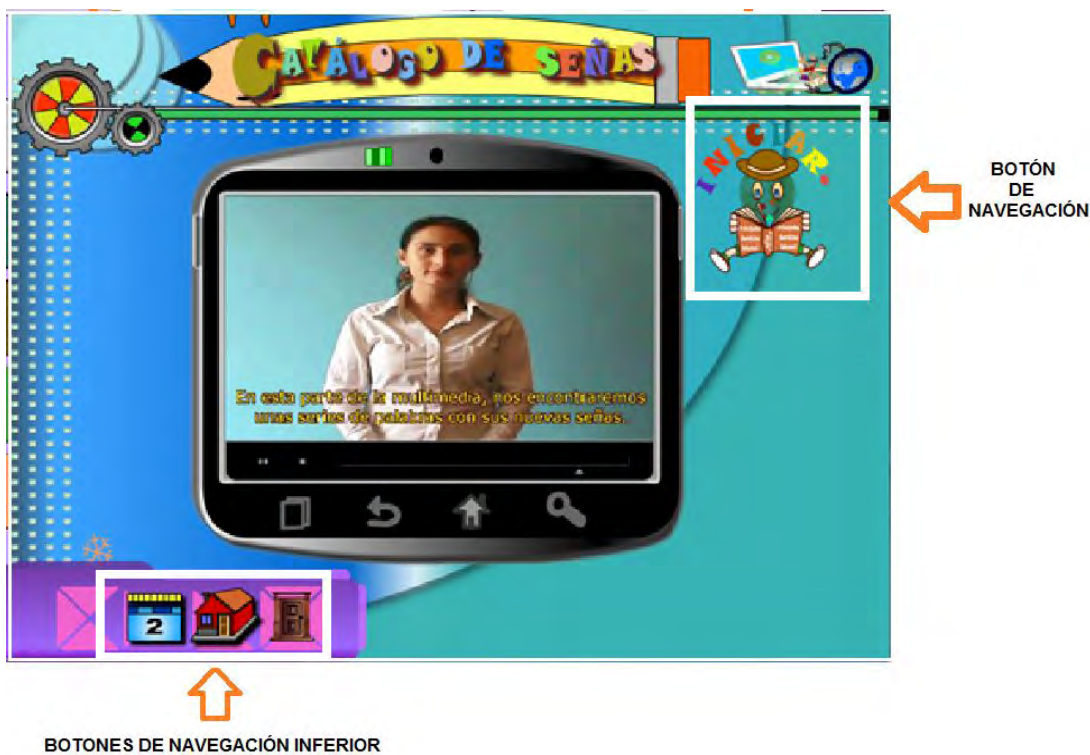 CATÁLOGO DE SEÑAS
INICIAR.
BOTÓN
DE
NAVEGACIÓN
En esta parte de la multimedia, nos encontraremos
unas series de palabras con sus nuevas señas.
2
BOTONES DE NAVEGACIÓN INFERIOR